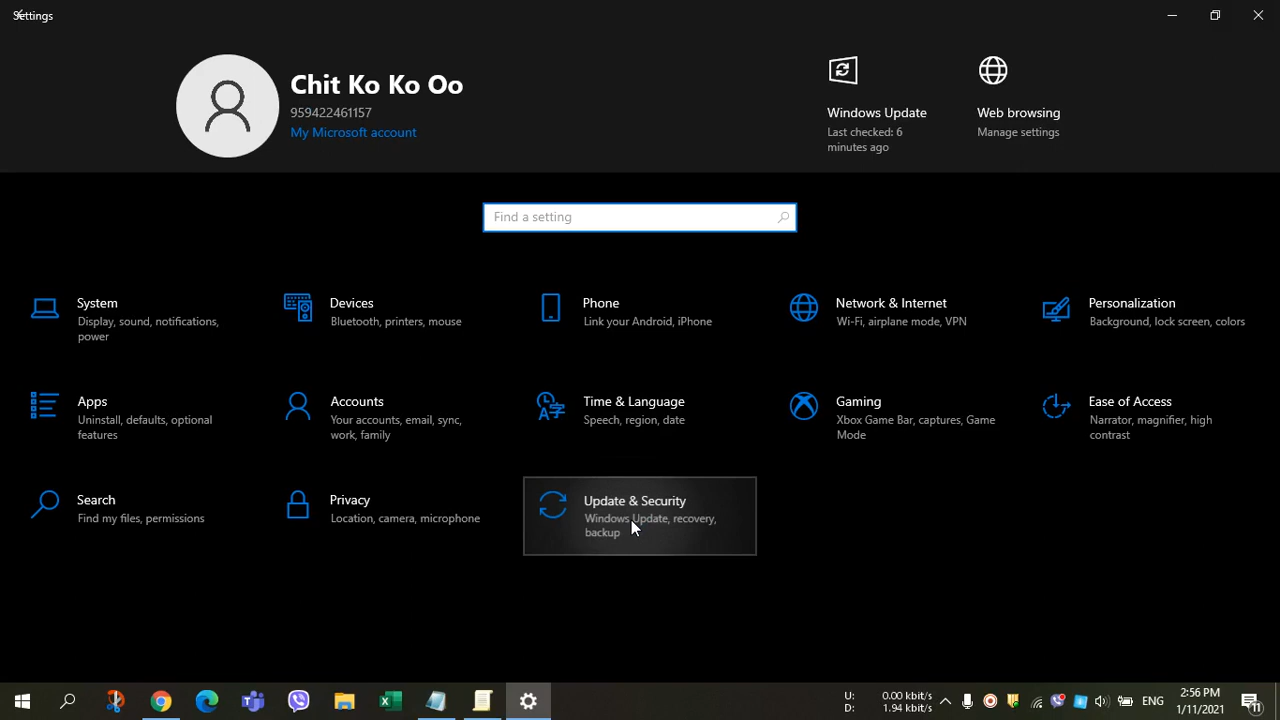 Settings
Chit Ko Ko Oo
959422461157
My Microsoft account
Windows Update
Last checked: 6
minutes ago
Web browsing
Manage settings
Find a setting
System
Display, sound, notifications,
power
Devices
Bluetooth, printers, mouse
Phone
Link your Android, iPhone
Network & Internet
Wi-Fi, airplane mode, VPN
Personalization
Background, lock screen, colors
Apps
Uninstall, defaults, optional
features
Accounts
Your accounts, email, sync,
work, family
Time & Language
Speech, region, date
Gaming
Xbox Game Bar, captures, Game
Mode
Ease of Access
Narrator, magnifier, high
contrast
Search
Find my files, permissions
Privacy
Location, camera, microphone
Update & Security
Windows Update, recovery,
backup
U: 0.00 kbit/s
D: 1.94 kbit/s
ENG
2:56 PM
1/11/2021
11